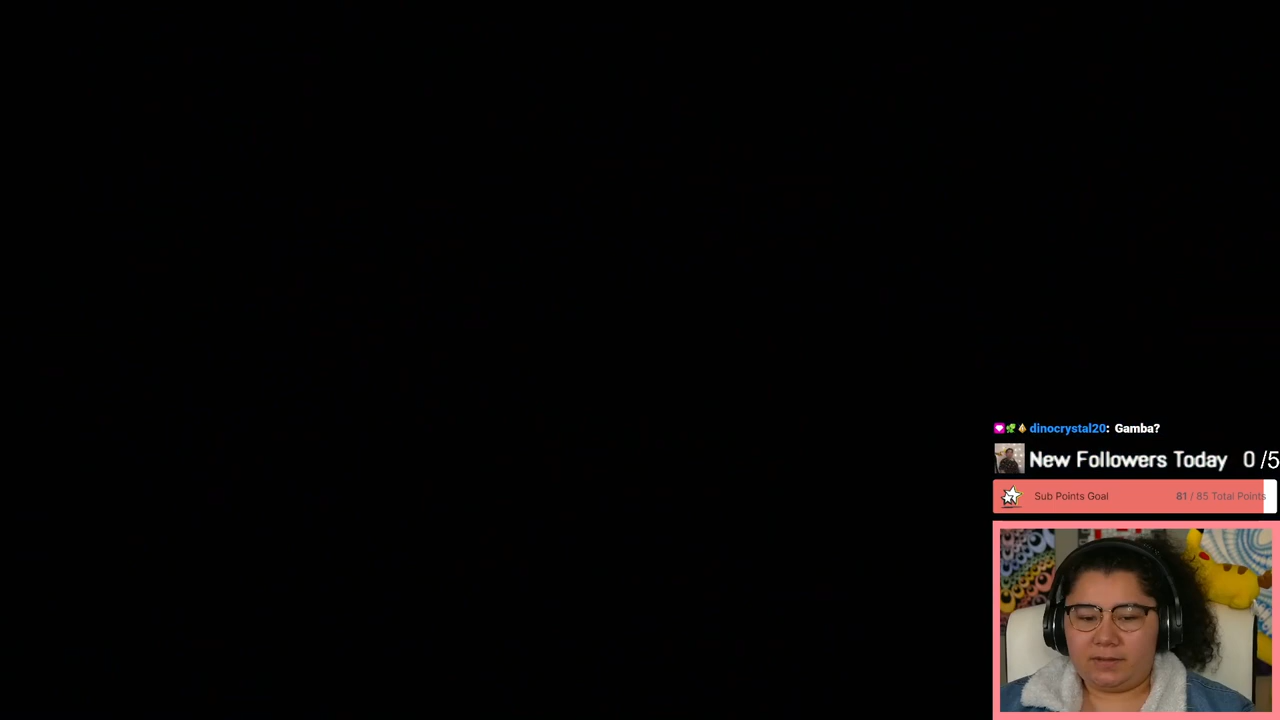 dinocrystal20: Gamba?
New Followers Today 0 /5
Sub Points Goal 81 / 85 Total Points